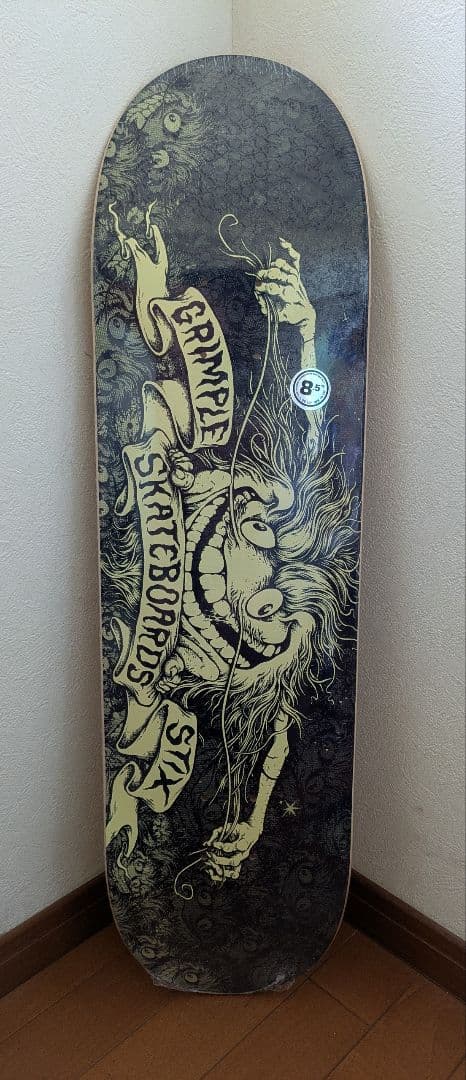 GRIMPLE
SKATEBOARDS
STIX
8.5"